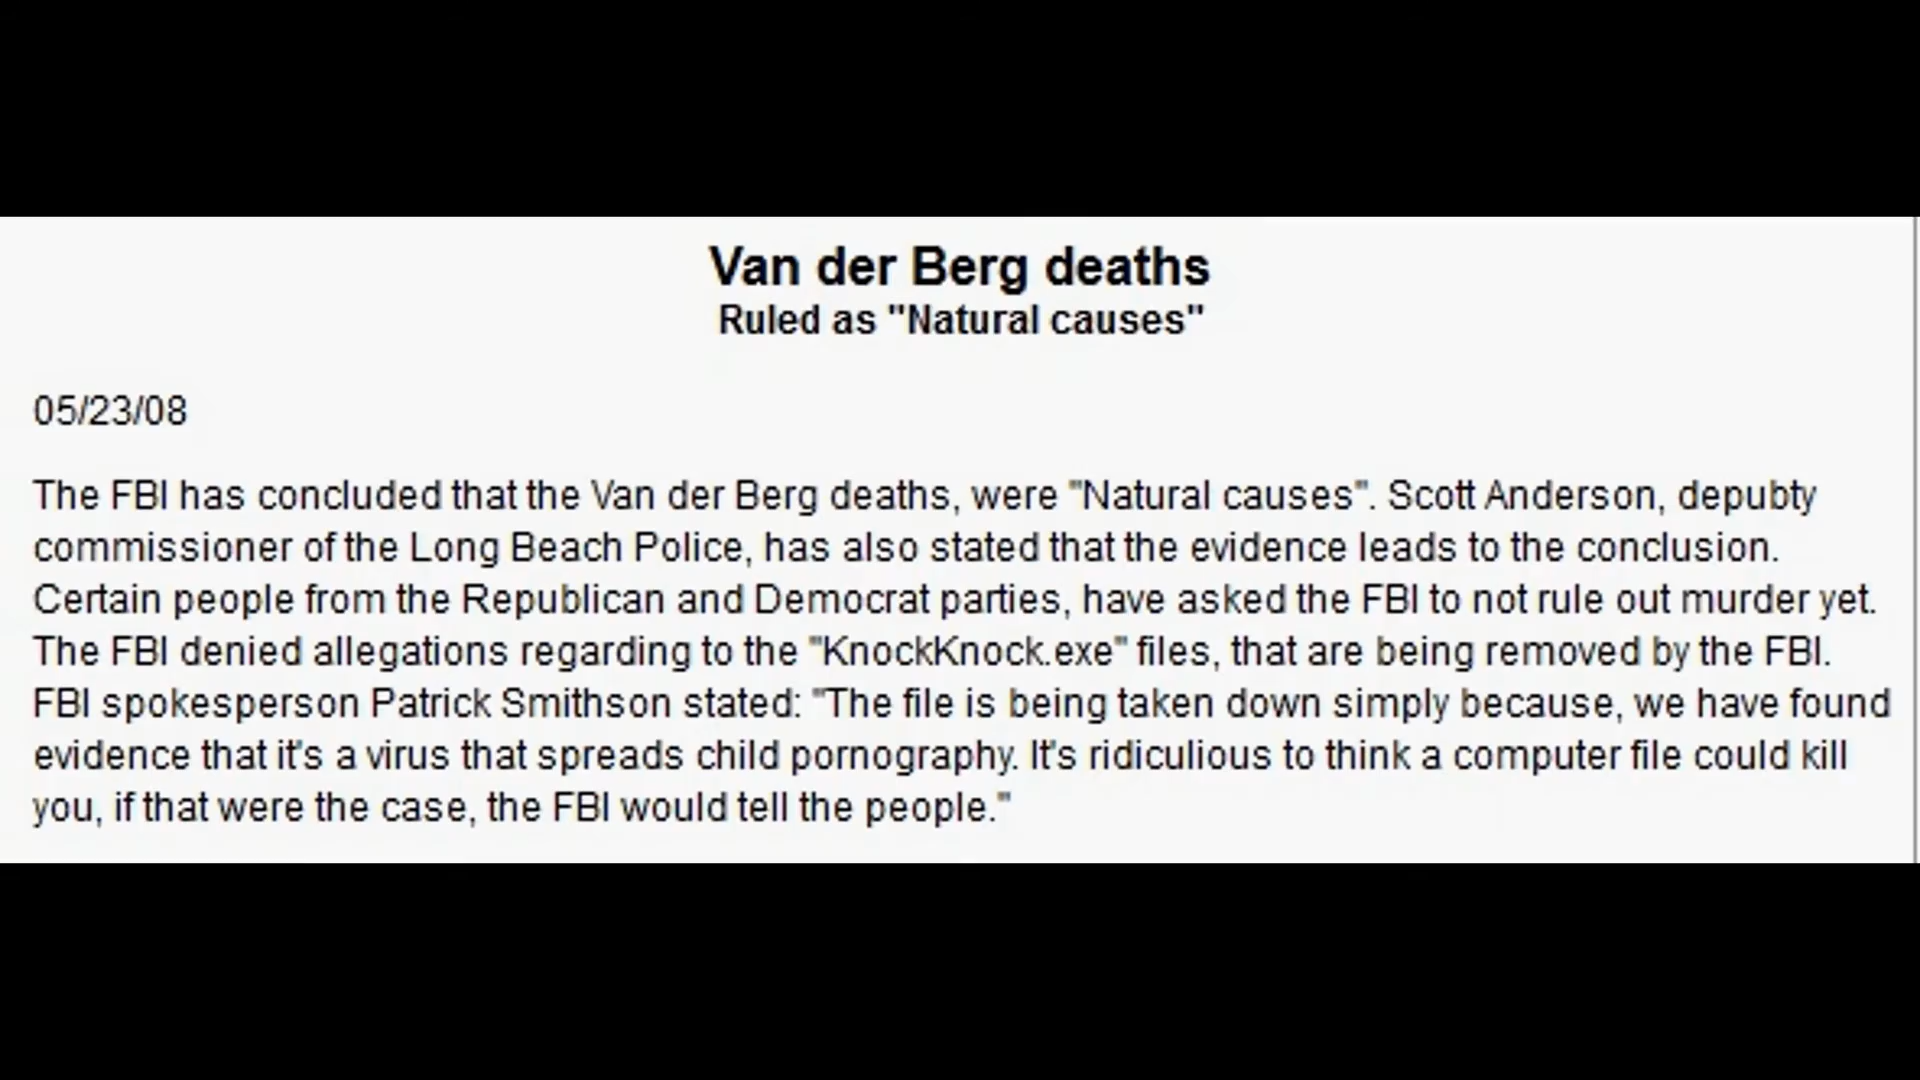 Van der Berg deaths
Ruled as "Natural causes"
05/23/08
The FBI has concluded that the Van der Berg deaths, were "Natural causes". Scott Anderson, depubty
commissioner of the Long Beach Police, has also stated that the evidence leads to the conclusion.
Certain people from the Republican and Democrat parties, have asked the FBI to not rule out murder yet.
The FBI denied allegations regarding to the "KnockKnock.exe" files, that are being removed by the FBI.
FBI spokesperson Patrick Smithson stated: "The file is being taken down simply because, we have found
evidence that it's a virus that spreads child pornography. It's ridiculious to think a computer file could kill
you, if that were the case, the FBI would tell the people."